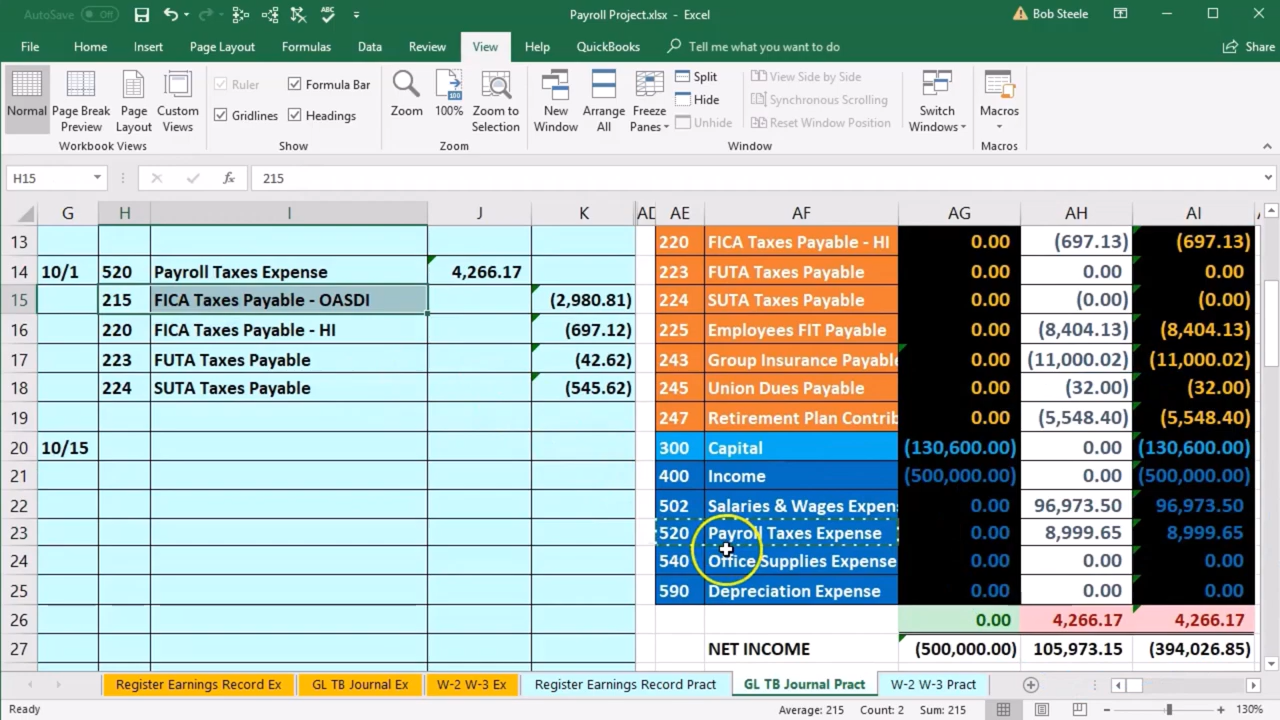 AutoSave Off Payroll Project.xlsx - Excel Bob Steele
File Home Insert Page Layout Formulas Data Review View Help QuickBooks Tell me what you want to do Share
Normal Page Break Preview Page Layout Custom Views
Ruler Formula Bar
Gridlines Headings
Zoom 100% Zoom to Selection
New Window Arrange All Freeze Panes
Split
Hide
Unhide
View Side by Side
Synchronous Scrolling
Reset Window Position
Switch Windows Macros
Workbook Views Show Zoom Window Macros
H15 fx 215
G H I J K AD AE AF AG AH AI
13 220 FICA Taxes Payable - HI 0.00 (697.13) (697.13)
14 10/1 520 Payroll Taxes Expense 4,266.17 223 FUTA Taxes Payable 0.00 0.00 0.00
15 215 FICA Taxes Payable - OASDI (2,980.81) 224 SUTA Taxes Payable 0.00 (0.00) (0.00)
16 220 FICA Taxes Payable - HI (697.12) 225 Employees FIT Payable 0.00 (8,404.13) (8,404.13)
17 223 FUTA Taxes Payable (42.62) 243 Group Insurance Payable 0.00 (11,000.02) (11,000.02)
18 224 SUTA Taxes Payable (545.62) 245 Union Dues Payable 0.00 (32.00) (32.00)
19 247 Retirement Plan Contrib 0.00 (5,548.40) (5,548.40)
20 10/15 300 Capital (130,600.00) 0.00 (130,600.00)
21 400 Income (500,000.00) 0.00 (500,000.00)
22 502 Salaries & Wages Expen 0.00 96,973.50 96,973.50
23 520 Payroll Taxes Expense 0.00 8,999.65 8,999.65
24 540 Office Supplies Expense 0.00 0.00 0.00
25 590 Depreciation Expense 0.00 0.00 0.00
26 0.00 4,266.17 4,266.17
27 NET INCOME (500,000.00) 105,973.15 (394,026.85)
Register Earnings Record Ex GL TB Journal Ex W-2 W-3 Ex Register Earnings Record Pract GL TB Journal Pract W-2 W-3 Pract
Ready Average: 215 Count: 2 Sum: 215 130%